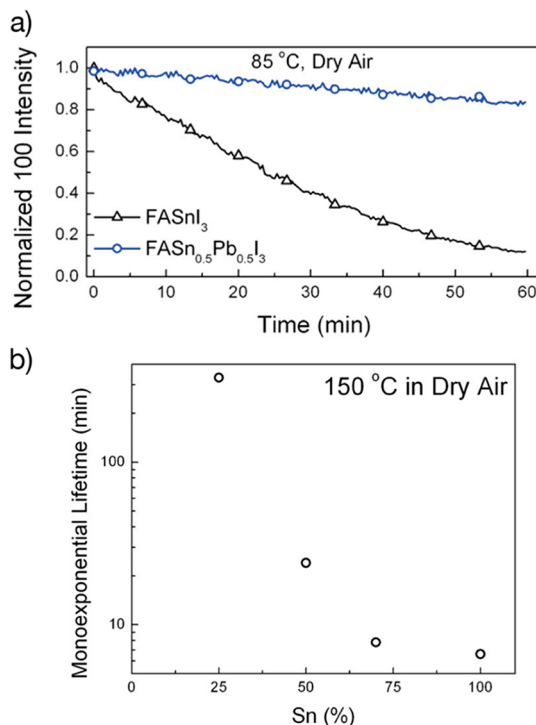 a)
85 °C, Dry Air
Normalized 100 Intensity
1.0
0.8
0.6
0.4
0.2
0.0
FASnI₃
FASn₀.₅Pb₀.₅I₃
0 10 20 30 40 50 60
Time (min)
b)
150 °C in Dry Air
Monoexponential Lifetime (min)
100
10
0 25 50 75 100
Sn (%)